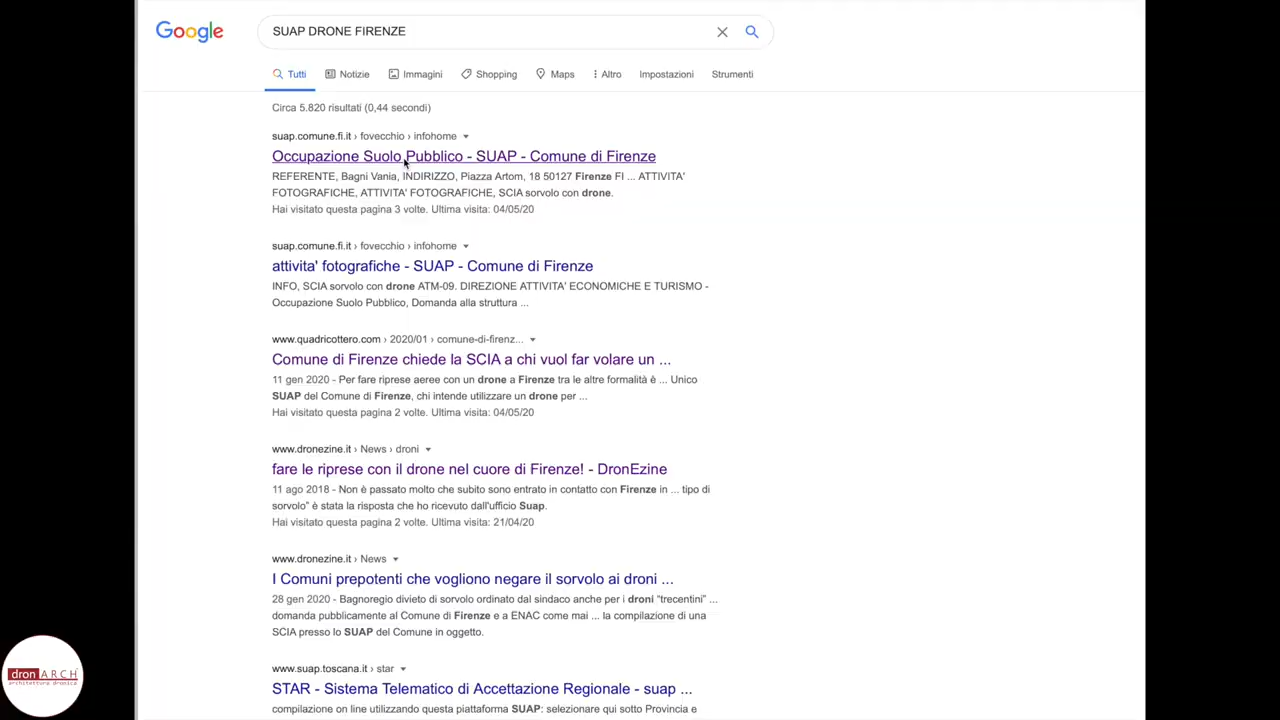 Google
SUAP DRONE FIRENZE
Tutti Notizie Immagini Shopping Maps Altro Impostazioni Strumenti
Circa 5.820 risultati (0,44 secondi)
suap.comune.fi.it › fovecchio › infohome
Occupazione Suolo Pubblico - SUAP - Comune di Firenze
REFERENTE, Bagni Vania, INDIRIZZO, Piazza Artom, 18 50127 Firenze FI ... ATTIVITA'
FOTOGRAFICHE, ATTIVITA' FOTOGRAFICHE, SCIA sorvolo con drone.
Hai visitato questa pagina 3 volte. Ultima visita: 04/05/20
suap.comune.fi.it › fovecchio › infohome
attivita' fotografiche - SUAP - Comune di Firenze
INFO, SCIA sorvolo con drone ATM-09. DIREZIONE ATTIVITA' ECONOMICHE E TURISMO -
Occupazione Suolo Pubblico, Domanda alla struttura ...
www.quadricottero.com › 2020/01 › comune-di-firenz...
Comune di Firenze chiede la SCIA a chi vuol far volare un ...
11 gen 2020 - Per fare riprese aeree con un drone a Firenze tra le altre formalità è ... Unico
SUAP del Comune di Firenze, chi intende utilizzare un drone per ...
Hai visitato questa pagina 2 volte. Ultima visita: 04/05/20
www.dronezine.it › News › droni
fare le riprese con il drone nel cuore di Firenze! - DronEzine
11 ago 2018 - Non è passato molto che subito sono entrato in contatto con Firenze in ... tipo di
sorvolo" è stata la risposta che ho ricevuto dall'ufficio Suap.
Hai visitato questa pagina 2 volte. Ultima visita: 21/04/20
www.dronezine.it › News
I Comuni prepotenti che vogliono negare il sorvolo ai droni ...
28 gen 2020 - Bagnoregio divieto di sorvolo ordinato dal sindaco anche per i droni "trecentini" ...
domanda pubblicamente al Comune di Firenze e a ENAC come mai ... la compilazione di una
SCIA presso lo SUAP del Comune in oggetto.
www.suap.toscana.it › star
STAR - Sistema Telematico di Accettazione Regionale - suap ...
compilazione on line utilizzando questa piattaforma SUAP: selezionare qui sotto Provincia e
dronARCH
architettura dronica